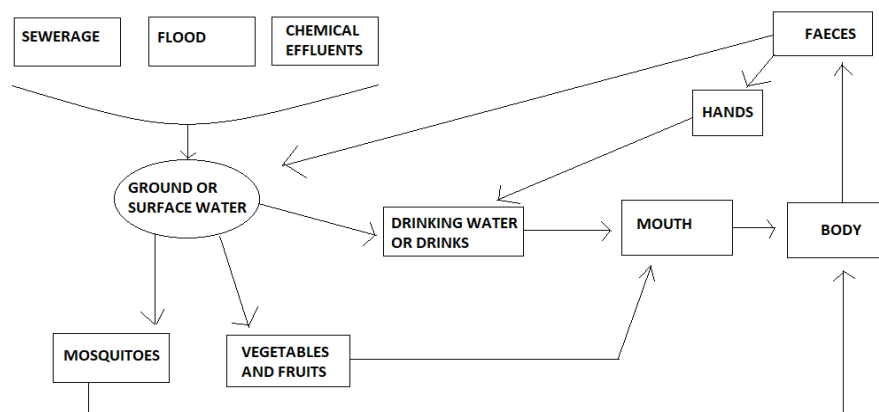 SEWERAGE
FLOOD
CHEMICAL
EFFLUENTS
FAECES
HANDS
GROUND OR
SURFACE WATER
DRINKING WATER
OR DRINKS
MOUTH
BODY
MOSQUITOES
VEGETABLES
AND FRUITS